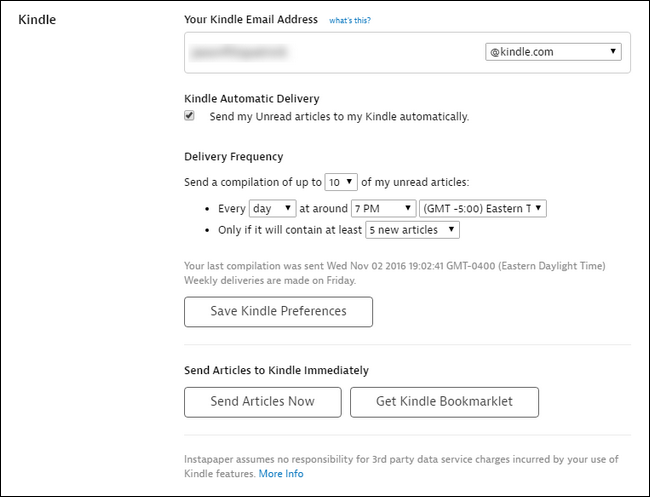 Kindle
Your Kindle Email Address what's this?
@kindle.com
Kindle Automatic Delivery
Send my Unread articles to my Kindle automatically.
Delivery Frequency
Send a compilation of up to 10 of my unread articles:
Every day at around 7 PM (GMT -5:00) Eastern T
Only if it will contain at least 5 new articles
Your last compilation was sent Wed Nov 02 2016 19:02:41 GMT-0400 (Eastern Daylight Time)
Weekly deliveries are made on Friday.
Save Kindle Preferences
Send Articles to Kindle Immediately
Send Articles Now Get Kindle Bookmarklet
Instapaper assumes no responsibility for 3rd party data service charges incurred by your use of
Kindle features. More Info